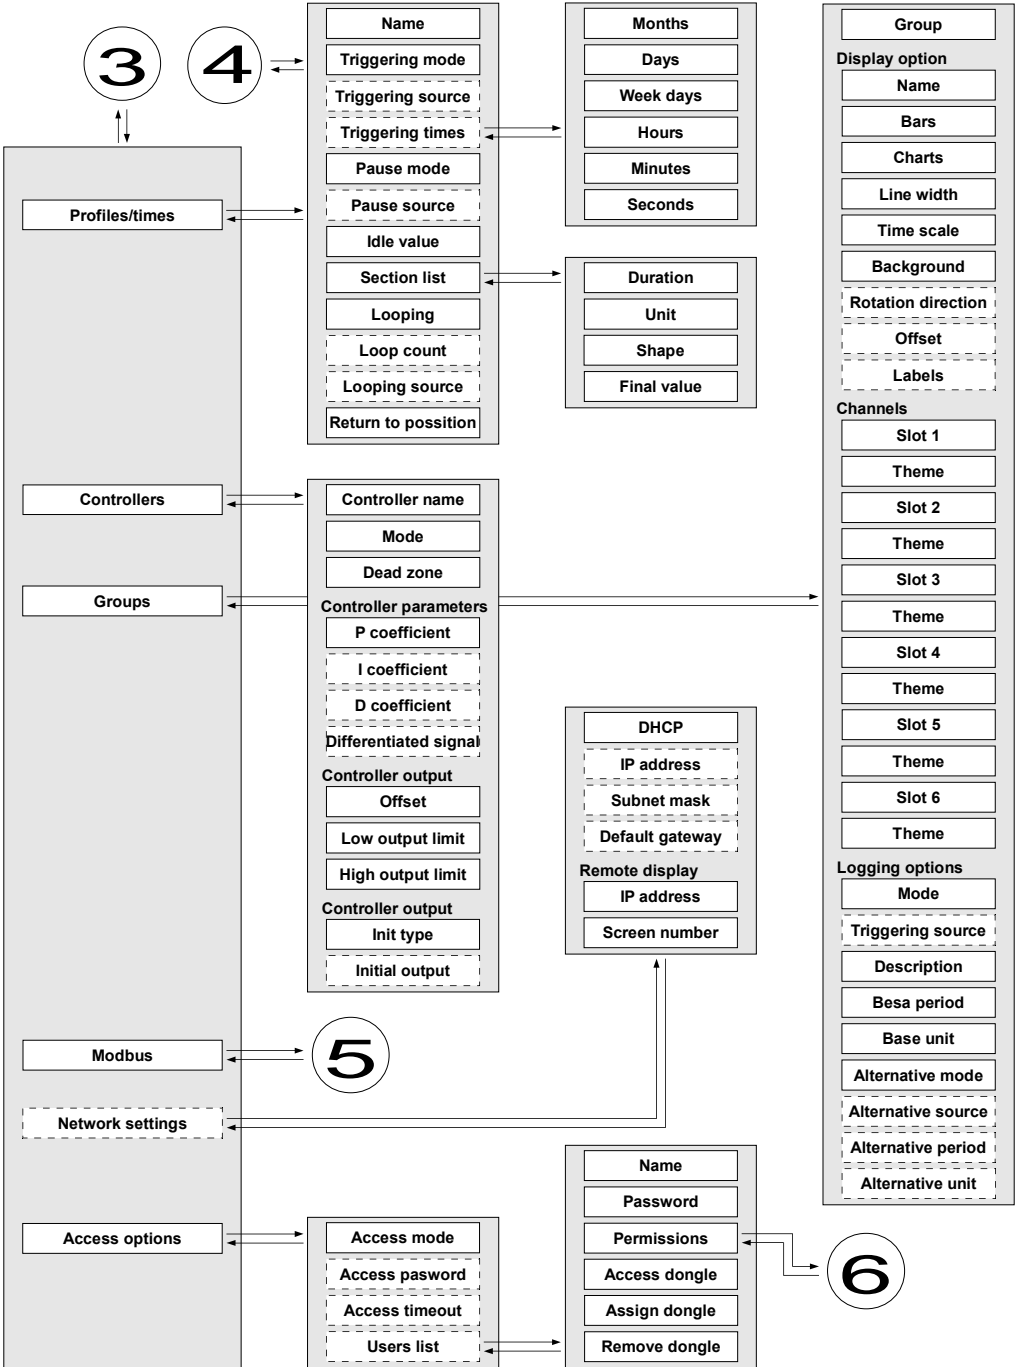 3
4
Profiles/times
Controllers
Groups
Modbus
Network settings
Access options
Name
Triggering mode
Triggering source
Triggering times
Pause mode
Pause source
Idle value
Section list
Looping
Loop count
Looping source
Return to possition
Months
Days
Week days
Hours
Minutes
Seconds
Duration
Unit
Shape
Final value
Controller name
Mode
Dead zone
Controller parameters
P coefficient
I coefficient
D coefficient
Differentiated signal
Controller output
Offset
Low output limit
High output limit
Controller output
Init type
Initial output
5
DHCP
IP address
Subnet mask
Default gateway
Remote display
IP address
Screen number
Access mode
Access pasword
Access timeout
Users list
Name
Password
Permissions
Access dongle
Assign dongle
Remove dongle
6
Group
Display option
Name
Bars
Charts
Line width
Time scale
Background
Rotation direction
Offset
Labels
Channels
Slot 1
Theme
Slot 2
Theme
Slot 3
Theme
Slot 4
Theme
Slot 5
Theme
Slot 6
Theme
Logging options
Mode
Triggering source
Description
Besa period
Base unit
Alternative mode
Alternative source
Alternative period
Alternative unit